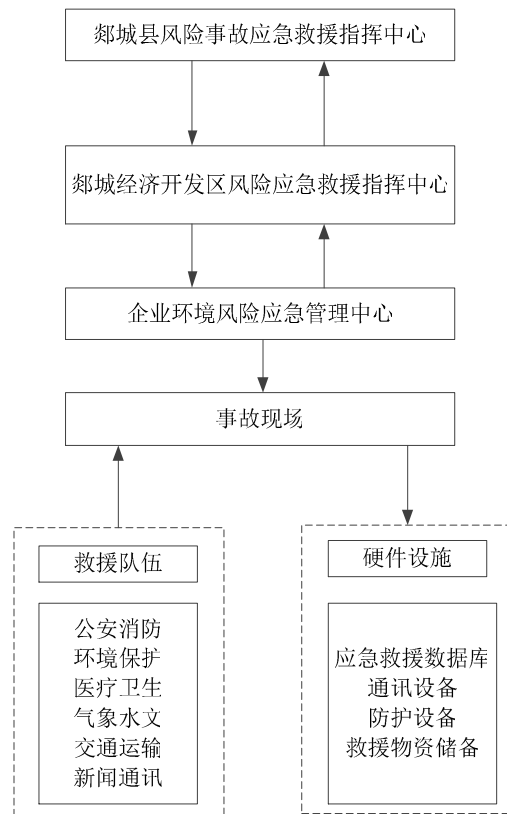 郯城县风险事故应急救援指挥中心
郯城经济开发区风险应急救援指挥中心
企业环境风险应急管理中心
事故现场
救援队伍
公安消防
环境保护
医疗卫生
气象水文
交通运输
新闻通讯
硬件设施
应急救援数据库
通讯设备
防护设备
救援物资储备